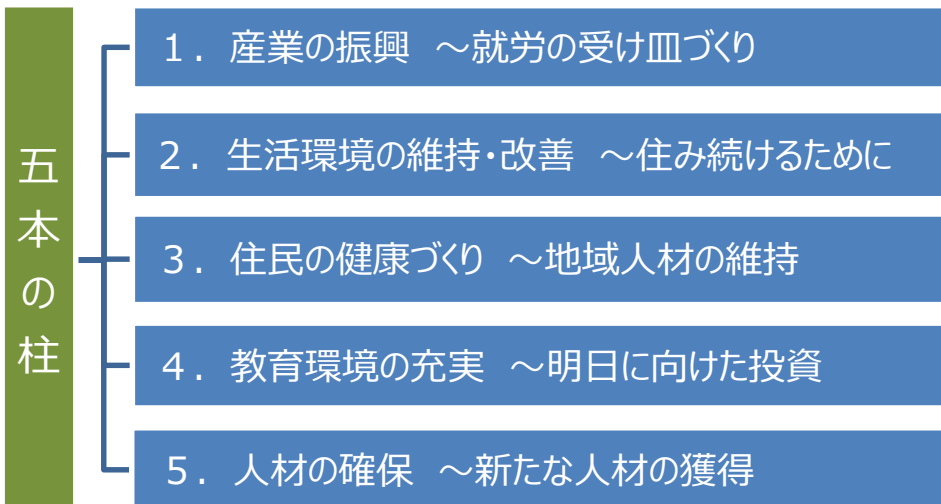 五本の柱
１．産業の振興　～就労の受け皿づくり
２．生活環境の維持・改善　～住み続けるために
３．住民の健康づくり　～地域人材の維持
４．教育環境の充実　～明日に向けた投資
５．人材の確保　～新たな人材の獲得